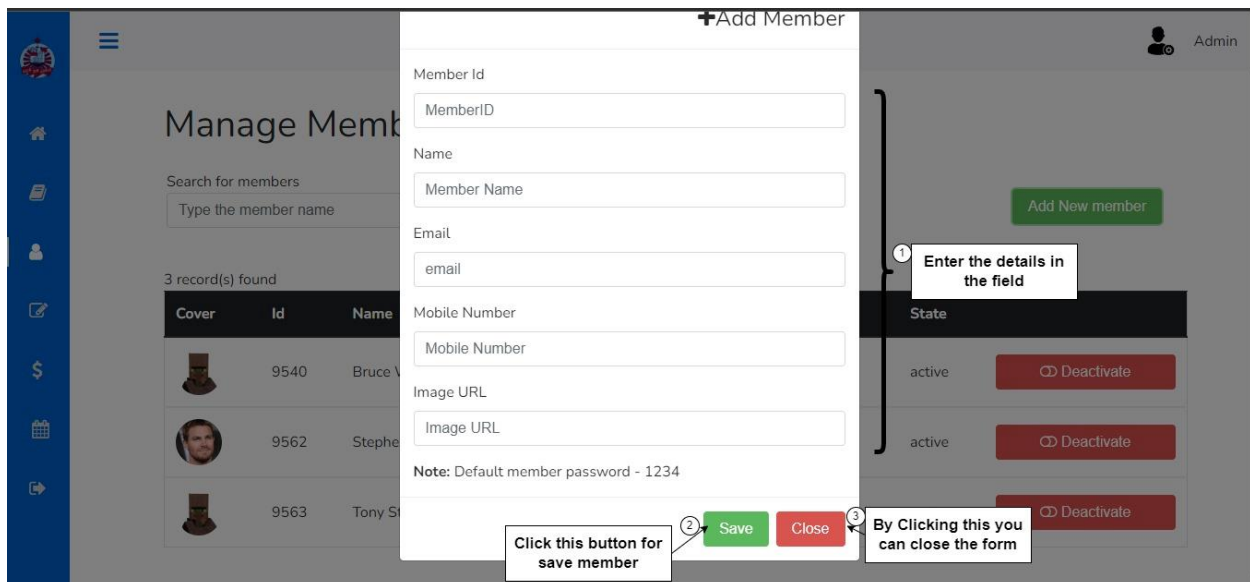 +Add Member
Admin
Member Id
MemberID
Manage Memb
Name
Search for members
Member Name
Type the member name
Add New member
Email
1
Enter the details in
the field
email
3 record(s) found
Mobile Number
Cover Id Name State
Mobile Number
9540 Bruce active Deactivate
Image URL
Image URL
9562 Stephe active Deactivate
Note: Default member password - 1234
9563 Tony St Deactivate
2
Save
Close
3
Click this button for
save member
By Clicking this you
can close the form